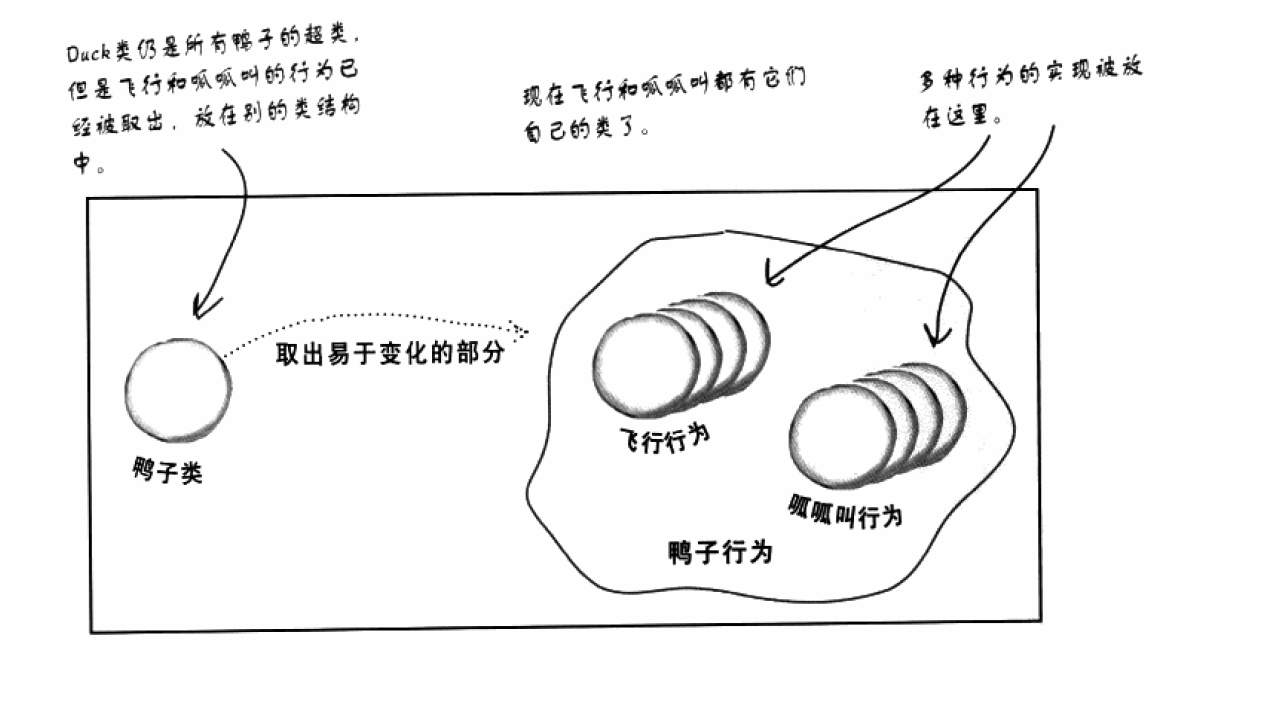 Duck类仍是所有鸭子的超类，
但是飞行和呱呱叫的行为已
经被取出，放在别的类结构
中。
现在飞行和呱呱叫都有它们
自己的类了。
多种行为的实现被放
在这里。
取出易于变化的部分
鸭子类
飞行行为
呱呱叫行为
鸭子行为